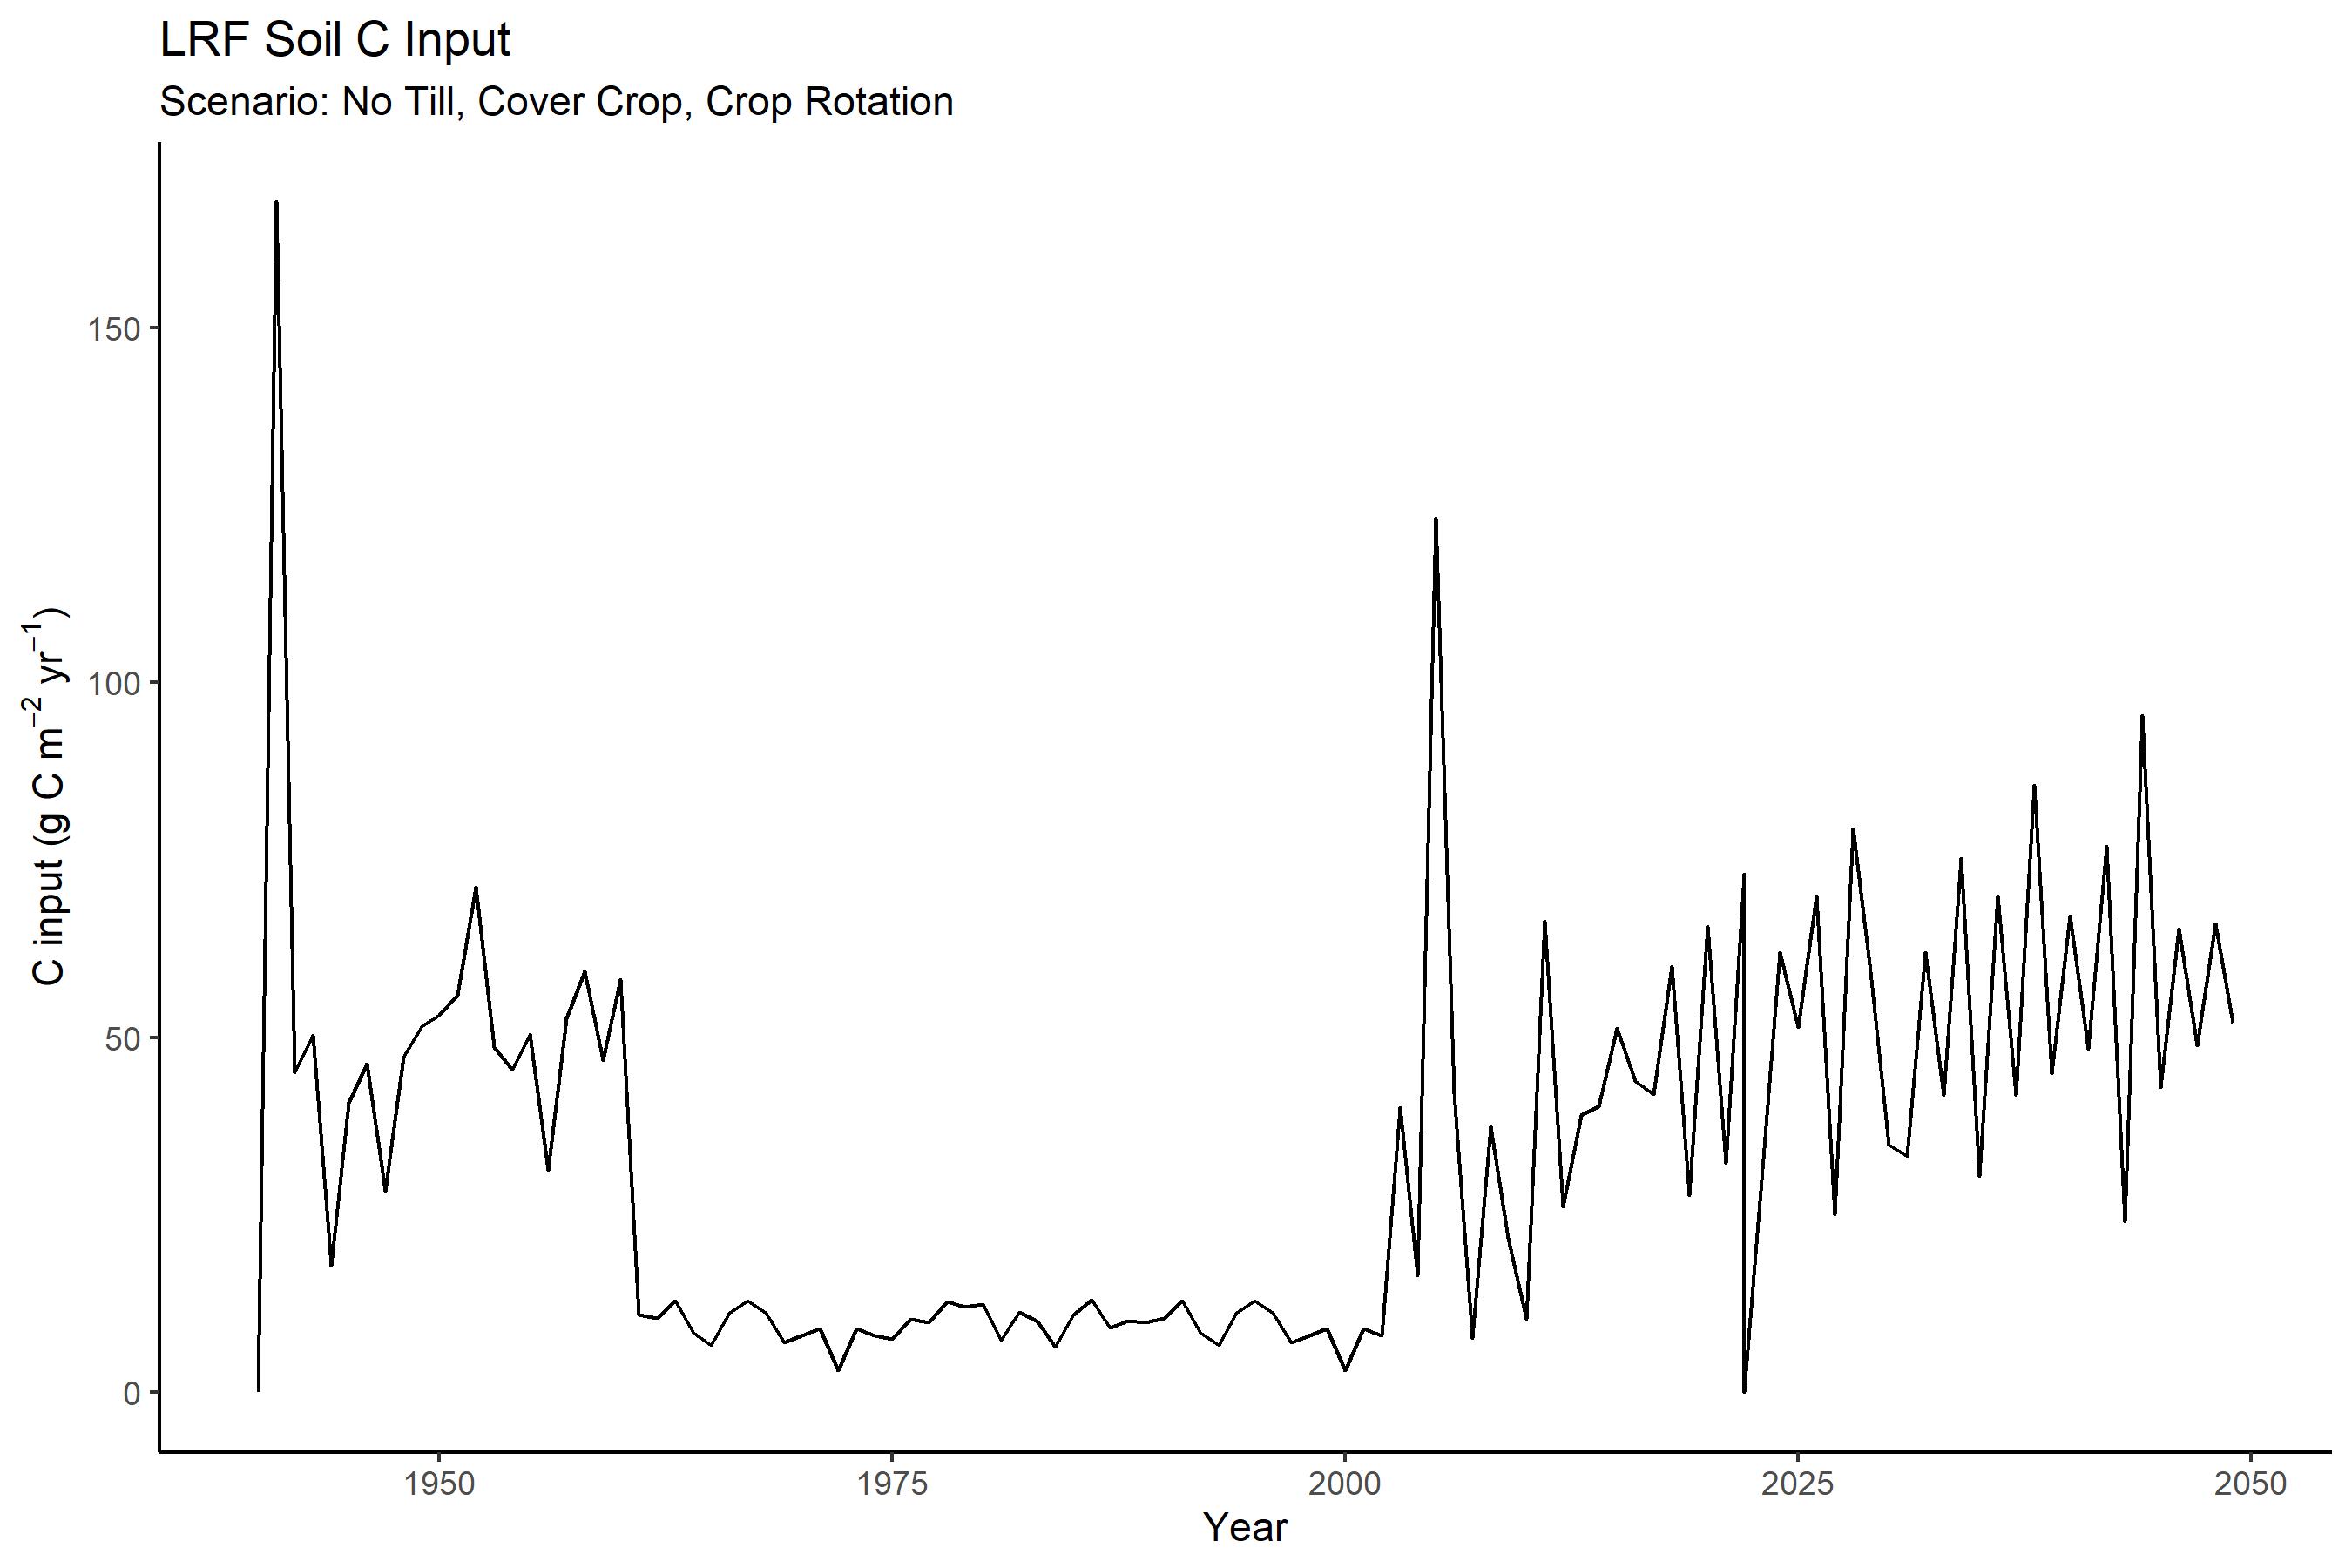 LRF Soil C Input
Scenario: No Till, Cover Crop, Crop Rotation
150
100
50
0
C input (g C m⁻² yr⁻¹)
1950 1975 2000 2025 2050
Year